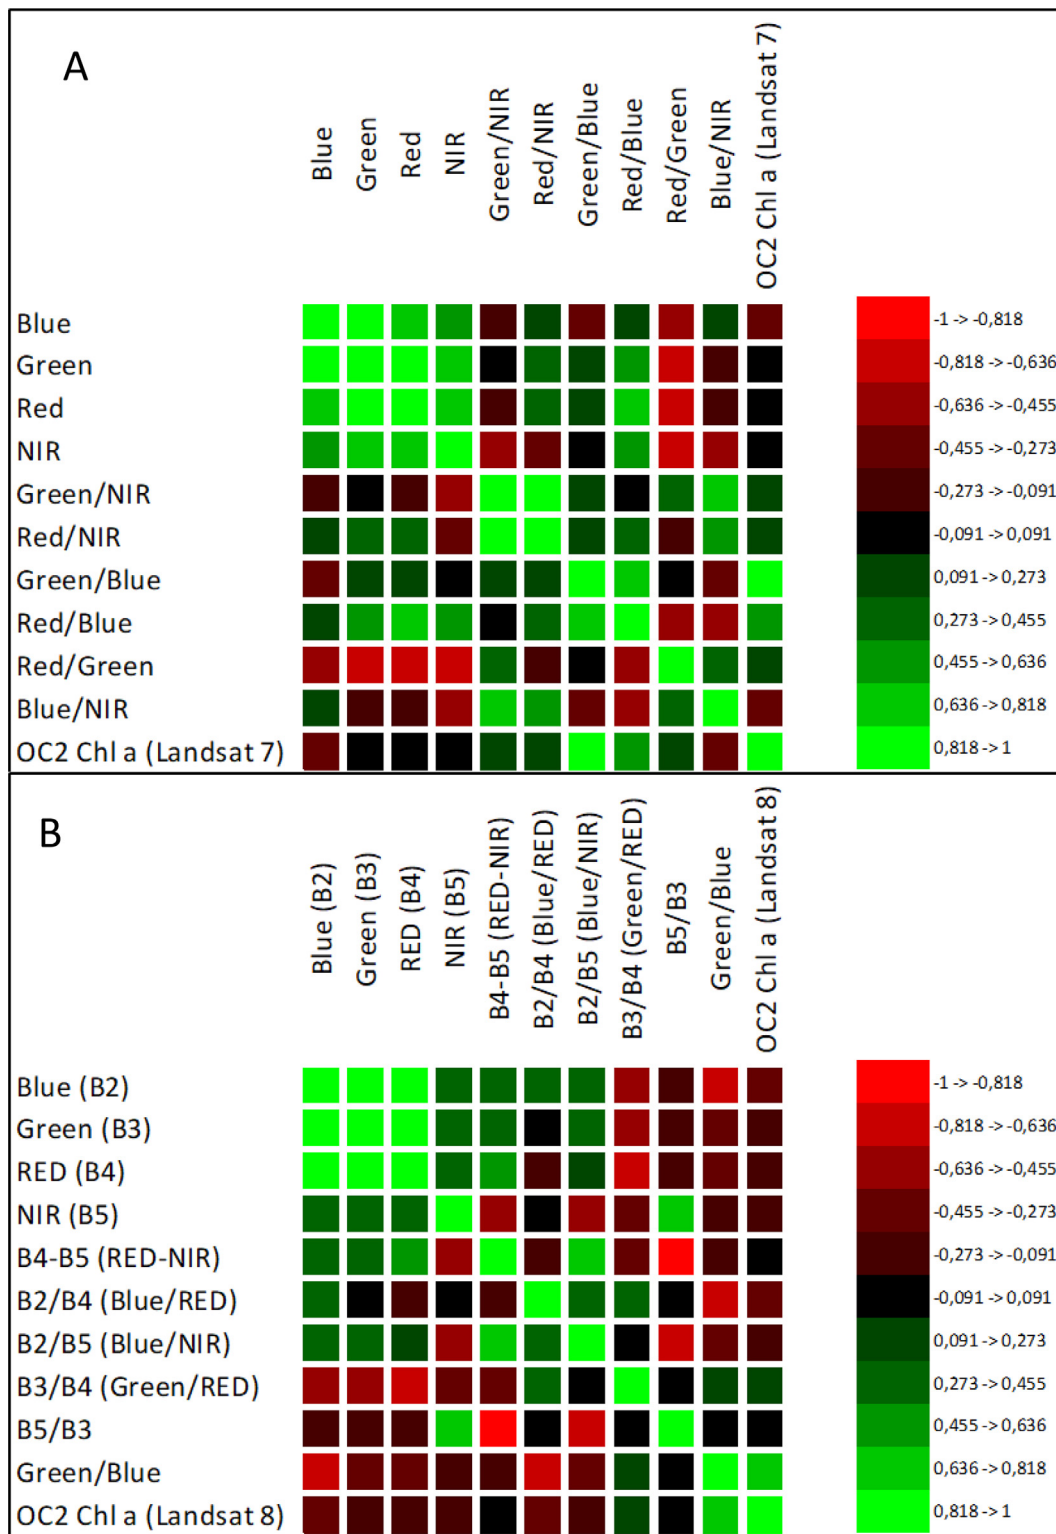 A
Blue
Green
Red
NIR
Green/NIR
Red/NIR
Green/Blue
Red/Blue
Red/Green
Blue/NIR
OC2 Chl a (Landsat 7)
Blue
Green
Red
NIR
Green/NIR
Red/NIR
Green/Blue
Red/Blue
Red/Green
Blue/NIR
OC2 Chl a (Landsat 7)
-1 -> -0,818
-0,818 -> -0,636
-0,636 -> -0,455
-0,455 -> -0,273
-0,273 -> -0,091
-0,091 -> 0,091
0,091 -> 0,273
0,273 -> 0,455
0,455 -> 0,636
0,636 -> 0,818
0,818 -> 1
B
Blue (B2)
Green (B3)
RED (B4)
NIR (B5)
B4-B5 (RED-NIR)
B2/B4 (Blue/RED)
B2/B5 (Blue/NIR)
B3/B4 (Green/RED)
B5/B3
Green/Blue
OC2 Chl a (Landsat 8)
Blue (B2)
Green (B3)
RED (B4)
NIR (B5)
B4-B5 (RED-NIR)
B2/B4 (Blue/RED)
B2/B5 (Blue/NIR)
B3/B4 (Green/RED)
B5/B3
Green/Blue
OC2 Chl a (Landsat 8)
-1 -> -0,818
-0,818 -> -0,636
-0,636 -> -0,455
-0,455 -> -0,273
-0,273 -> -0,091
-0,091 -> 0,091
0,091 -> 0,273
0,273 -> 0,455
0,455 -> 0,636
0,636 -> 0,818
0,818 -> 1